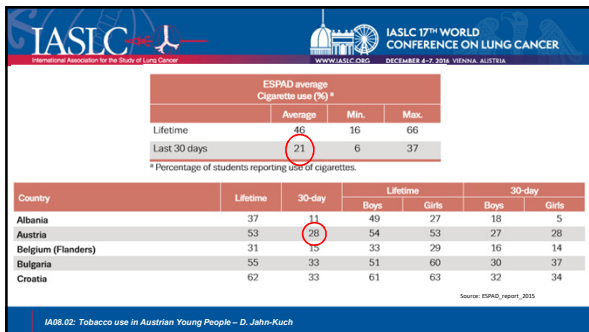 IASLC
International Association for the Study of Lung Cancer
IASLC 17TH WORLD
CONFERENCE ON LUNG CANCER
WWW.IASLC.ORG DECEMBER 4–7, 2016 VIENNA, AUSTRIA
ESPAD average
Cigarette use (%) a
Average Min. Max.
Lifetime 46 16 66
Last 30 days 21 6 37
a Percentage of students reporting use of cigarettes.
Country Lifetime 30-day Lifetime 30-day
Boys Girls Boys Girls
Albania 37 11 49 27 18 5
Austria 53 28 54 53 27 28
Belgium (Flanders) 31 15 33 29 16 14
Bulgaria 55 33 51 60 30 37
Croatia 62 33 61 63 32 34
Source: ESPAD_report_2015
IA08.02: Tobacco use in Austrian Young People – D. Jahn-Kuch